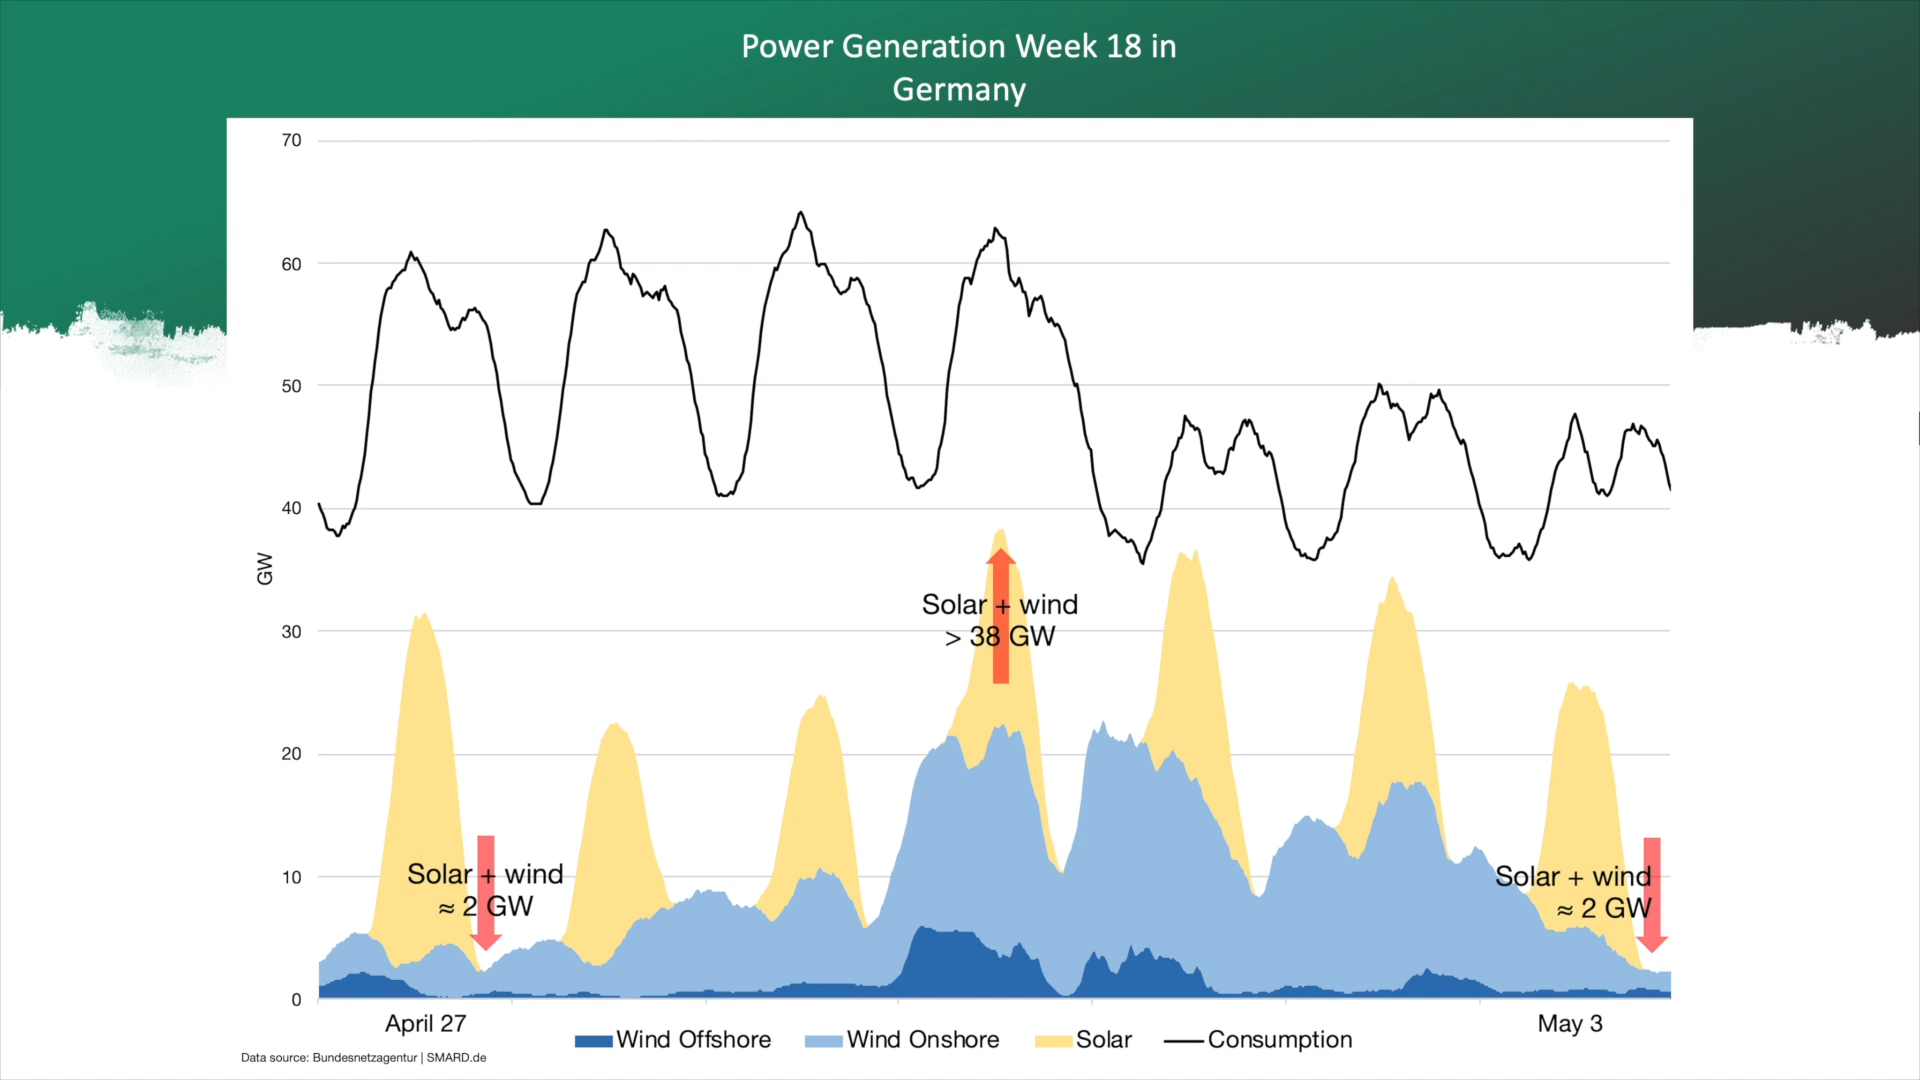 Power Generation Week 18 in
Germany
70
60
50
40
30
20
10
0
GW
Solar + wind
≈ 2 GW
Solar + wind
> 38 GW
Solar + wind
≈ 2 GW
April 27
May 3
Wind Offshore
Wind Onshore
Solar
Consumption
Data source: Bundesnetzagentur | SMARD.de